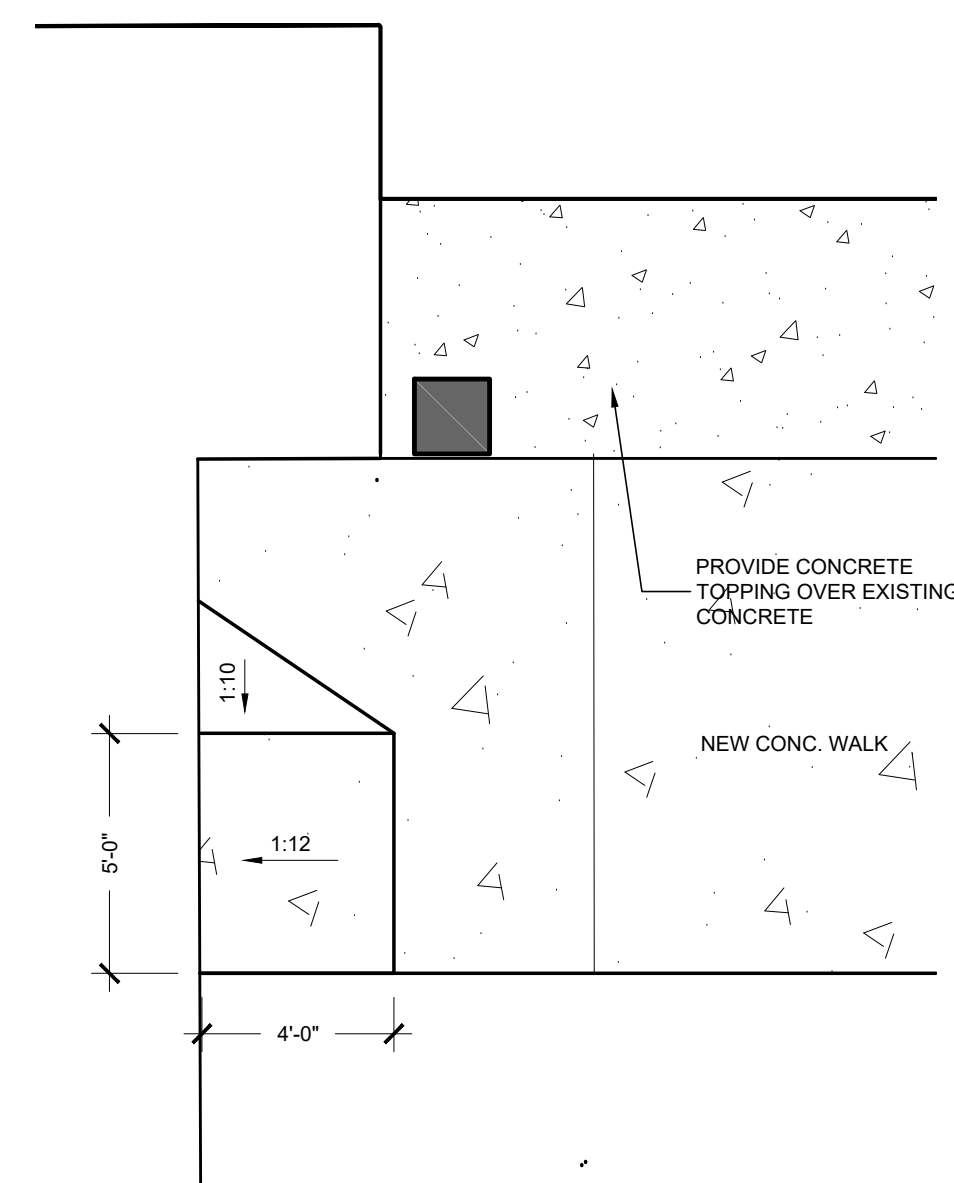 PROVIDE CONCRETE
TOPPING OVER EXISTING
CONCRETE
1:10
NEW CONC. WALK
5'-0"
1:12
4'-0"